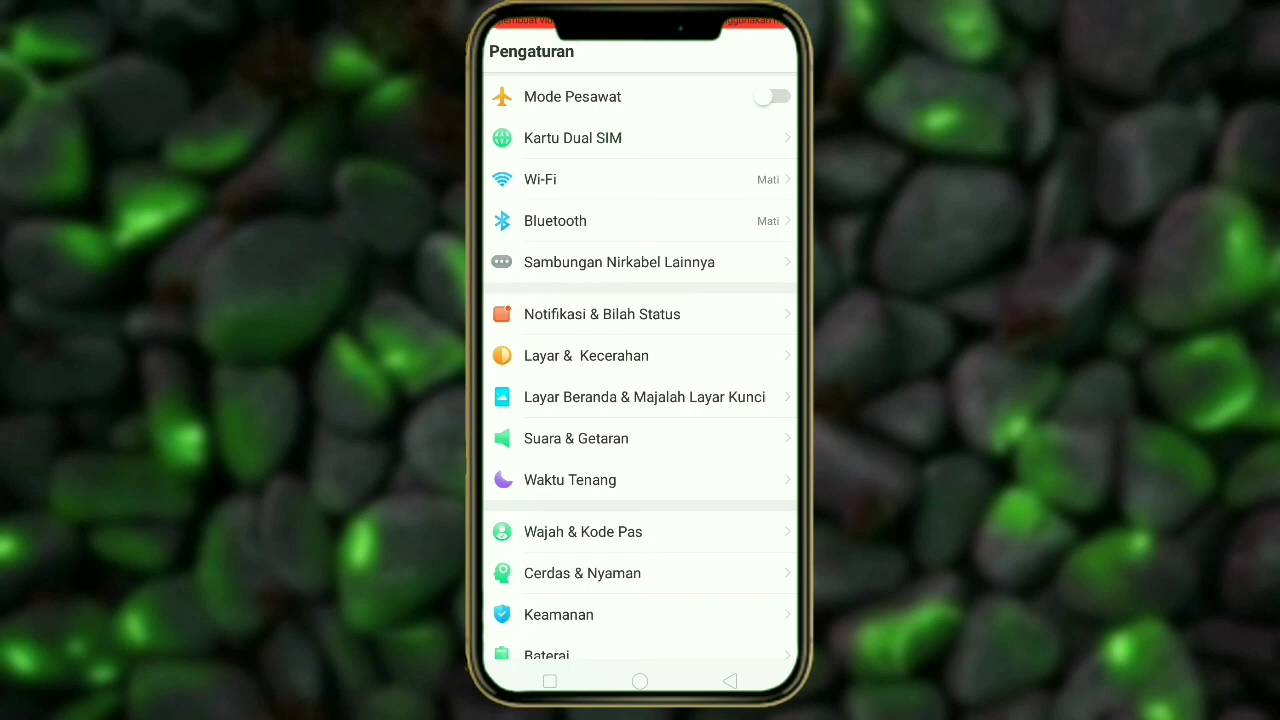 Pengaturan
Mode Pesawat
Kartu Dual SIM
Wi-Fi
Mati
Bluetooth
Mati
Sambungan Nirkabel Lainnya
Notifikasi & Bilah Status
Layar & Kecerahan
Layar Beranda & Majalah Layar Kunci
Suara & Getaran
Waktu Tenang
Wajah & Kode Pas
Cerdas & Nyaman
Keamanan
Baterai